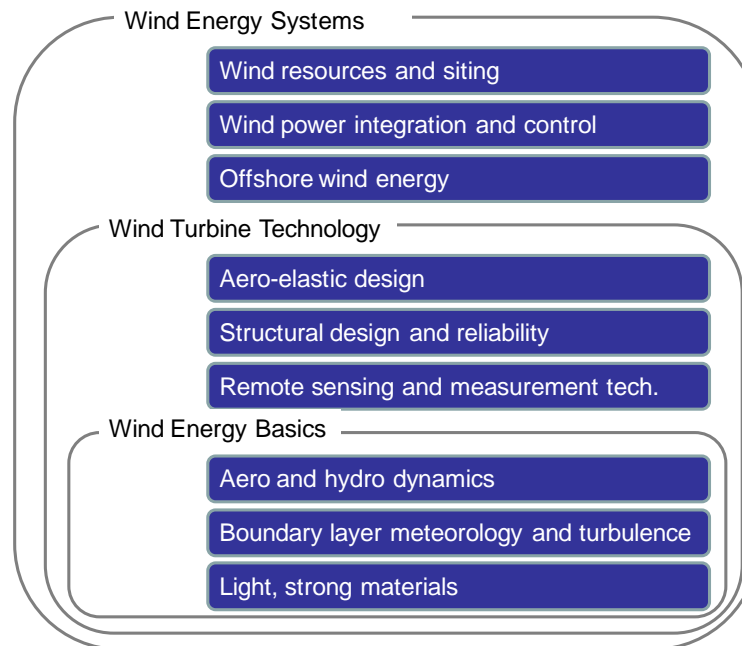 Wind Energy Systems
Wind resources and siting
Wind power integration and control
Offshore wind energy
Wind Turbine Technology
Aero-elastic design
Structural design and reliability
Remote sensing and measurement tech.
Wind Energy Basics
Aero and hydro dynamics
Boundary layer meteorology and turbulence
Light, strong materials